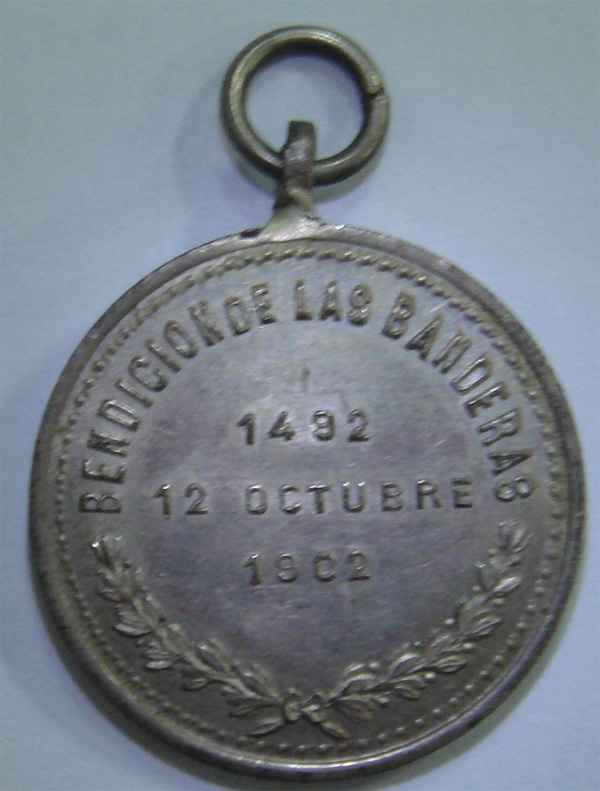 BENDICION DE LAS BANDERAS
1492
12 OCTUBRE
1902